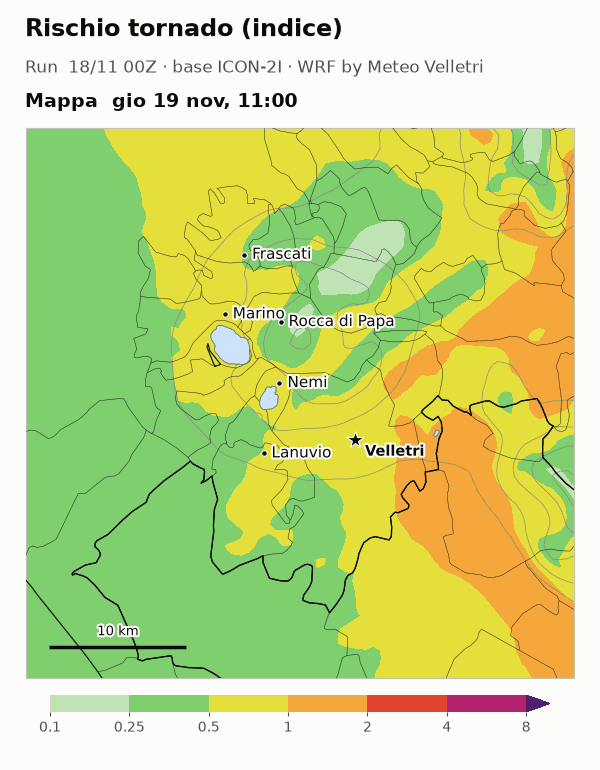 Rischio tornado (indice)
Run  18/11 00Z · base ICON-2I · WRF by Meteo Velletri
Mappa  gio 19 nov, 11:00
Frascati
Marino
Rocca di Papa
Nemi
Velletri
Lanuvio
10 km
0.1 0.25 0.5 1 2 4 8